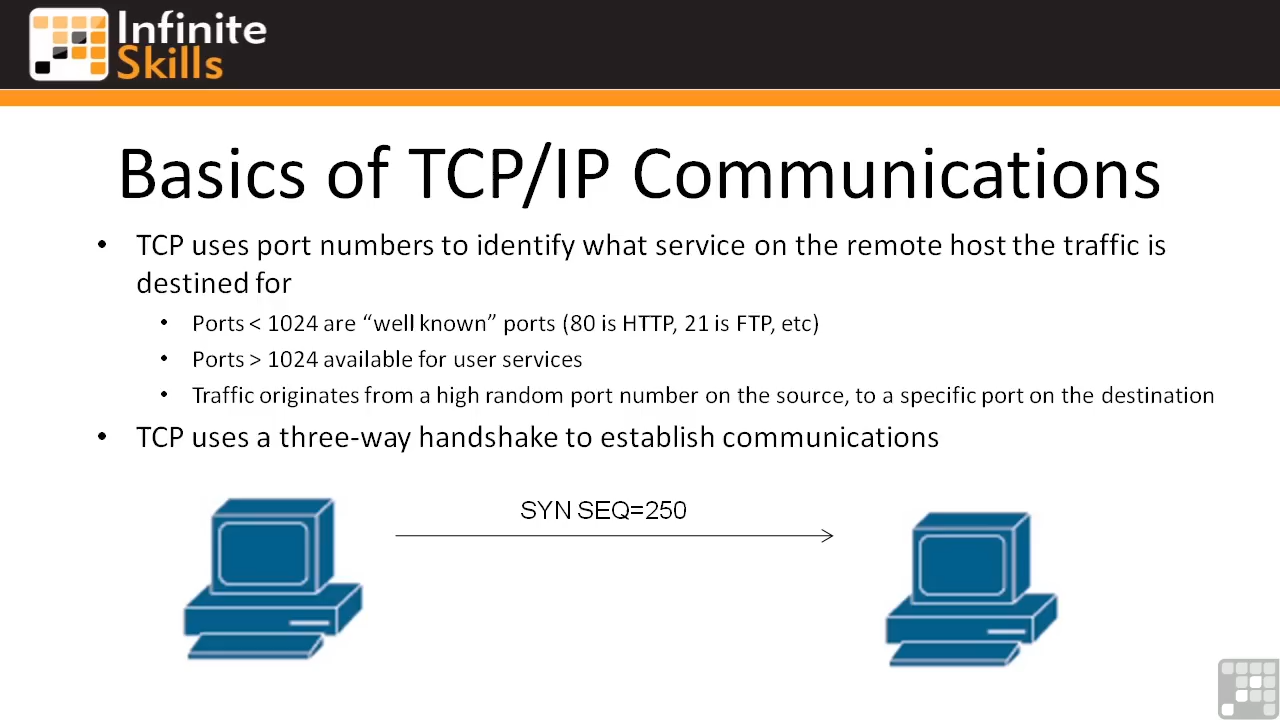 Infinite
Skills
Basics of TCP/IP Communications
• TCP uses port numbers to identify what service on the remote host the traffic is
destined for
• Ports < 1024 are “well known” ports (80 is HTTP, 21 is FTP, etc)
• Ports > 1024 available for user services
• Traffic originates from a high random port number on the source, to a specific port on the destination
• TCP uses a three-way handshake to establish communications
SYN SEQ=250